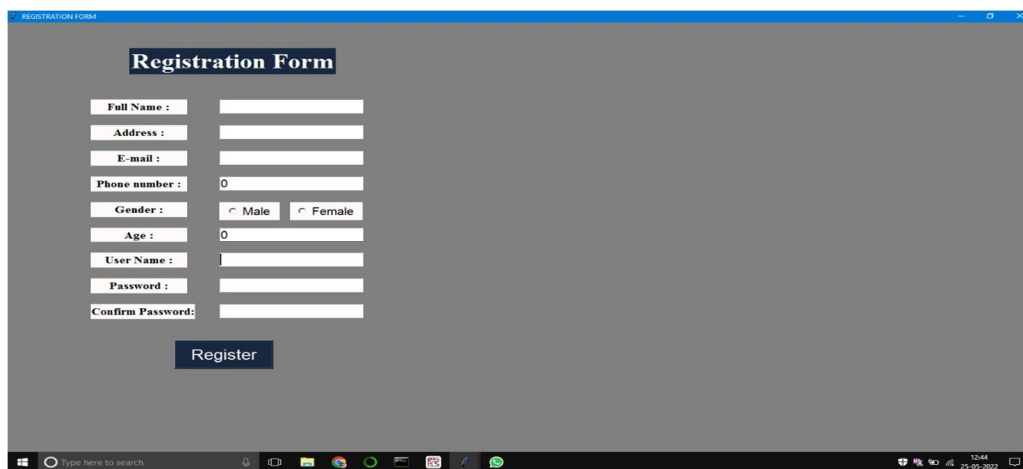 REGISTRATION FORM
Registration Form
Full Name :
Address :
E-mail :
Phone number : 0
Gender : Male Female
Age : 0
User Name :
Password :
Confirm Password:
Register
Type here to search
12:44
25-05-2022